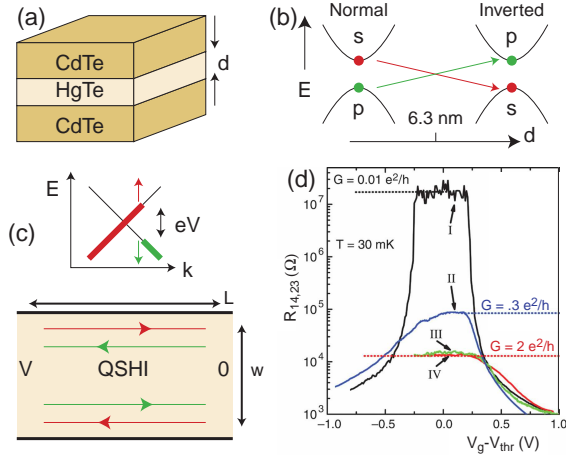 (a)
CdTe
HgTe
CdTe
d
(b)
Normal
Inverted
s
p
E
p
s
6.3 nm
d
(c)
E
eV
k
L
V
QSHI
0
w
(d)
G = 0.01 e²/h
I
T = 30 mK
II
G = .3 e²/h
III
G = 2 e²/h
IV
R₁₄,₂₃ (Ω)
10⁷
10⁶
10⁵
10⁴
10³
−1.0
−0.5
0.0
0.5
1.0
V_g-V_thr (V)